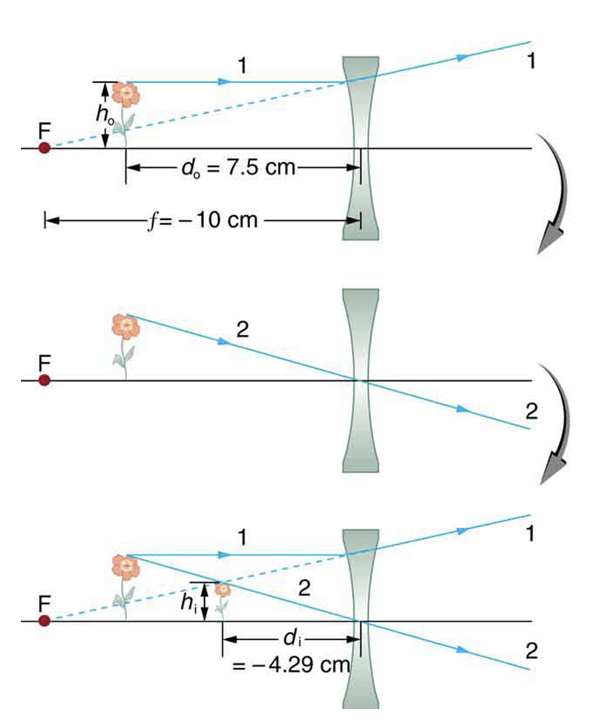 1
1
hₒ
F
dₒ = 7.5 cm
f = – 10 cm
2
F
2
1
1
2
F
hᵢ
dᵢ
= –4.29 cm
2